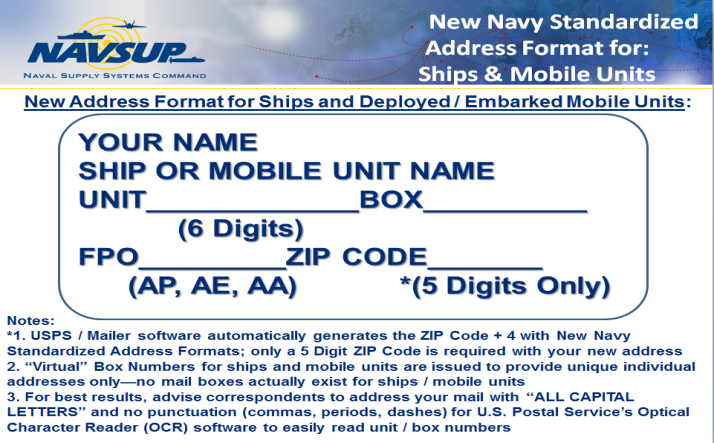 NAVSUP
NAVAL SUPPLY SYSTEMS COMMAND
New Navy Standardized
Address Format for:
Ships & Mobile Units
New Address Format for Ships and Deployed / Embarked Mobile Units:
YOUR NAME
SHIP OR MOBILE UNIT NAME
UNIT_______________BOX____________
(6 Digits)
FPO__________ZIP CODE________
(AP, AE, AA) *(5 Digits Only)
Notes:
*1. USPS / Mailer software automatically generates the ZIP Code + 4 with New Navy
Standardized Address Formats; only a 5 Digit ZIP Code is required with your new address
2. “Virtual” Box Numbers for ships and mobile units are issued to provide unique individual
addresses only—no mail boxes actually exist for ships / mobile units
3. For best results, advise correspondents to address your mail with “ALL CAPITAL
LETTERS” and no punctuation (commas, periods, dashes) for U.S. Postal Service’s Optical
Character Reader (OCR) software to easily read unit / box numbers